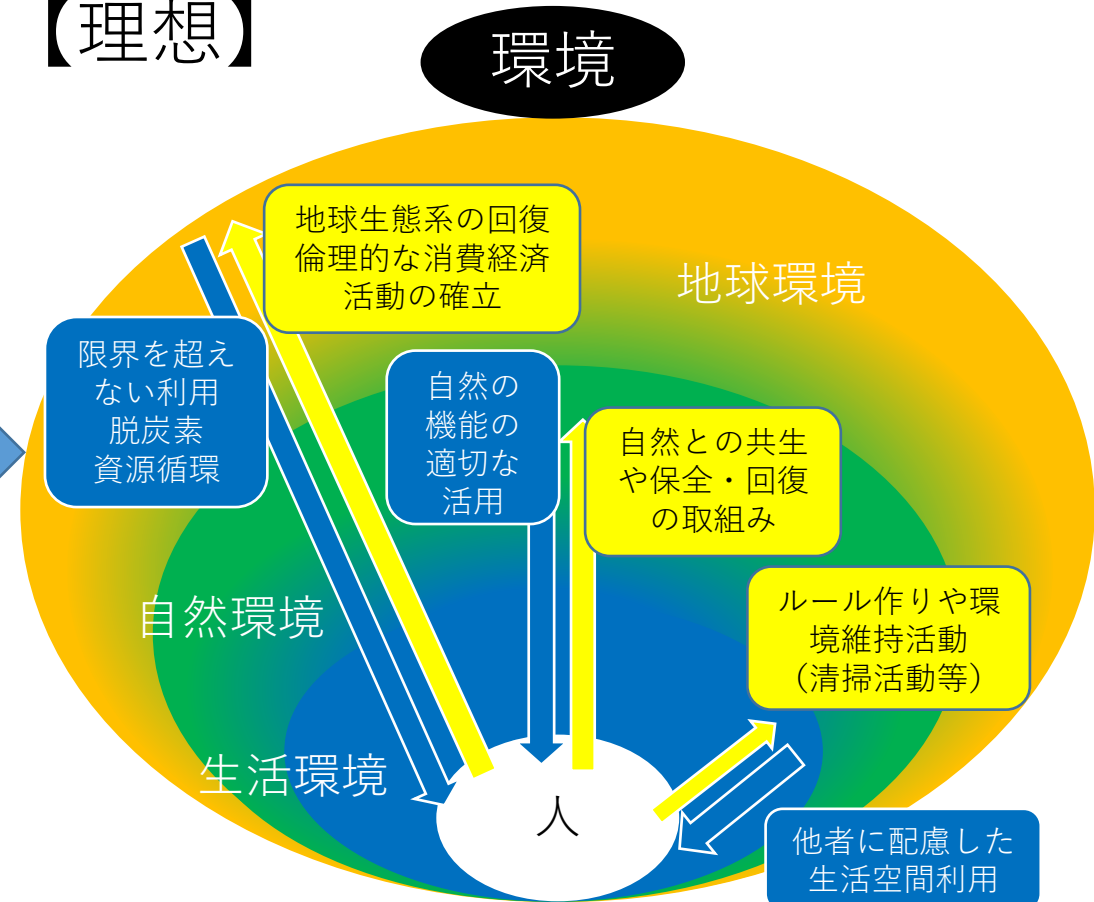 【理想】
環境
地球生態系の回復
倫理的な消費経済
活動の確立
地球環境
限界を超え
ない利用
脱炭素
資源循環
自然の
機能の
適切な
活用
自然との共生
や保全・回復
の取組み
自然環境
ルール作りや環
境維持活動
（清掃活動等）
生活環境
人
他者に配慮した
生活空間利用